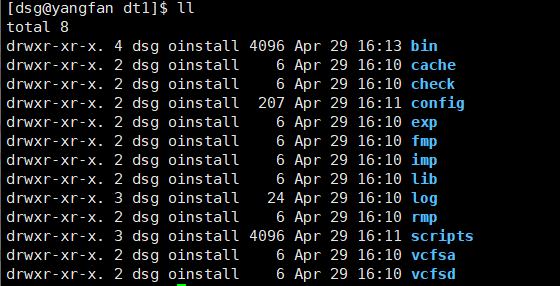 [dsg@yangfan dt1]$ ll
total 8
drwxr-xr-x. 4 dsg oinstall 4096 Apr 29 16:13 bin
drwxr-xr-x. 2 dsg oinstall    6 Apr 29 16:10 cache
drwxr-xr-x. 2 dsg oinstall    6 Apr 29 16:10 check
drwxr-xr-x. 2 dsg oinstall  207 Apr 29 16:11 config
drwxr-xr-x. 2 dsg oinstall    6 Apr 29 16:10 exp
drwxr-xr-x. 2 dsg oinstall    6 Apr 29 16:10 fmp
drwxr-xr-x. 2 dsg oinstall    6 Apr 29 16:10 imp
drwxr-xr-x. 2 dsg oinstall    6 Apr 29 16:10 lib
drwxr-xr-x. 3 dsg oinstall   24 Apr 29 16:10 log
drwxr-xr-x. 2 dsg oinstall    6 Apr 29 16:10 rmp
drwxr-xr-x. 3 dsg oinstall 4096 Apr 29 16:11 scripts
drwxr-xr-x. 2 dsg oinstall    6 Apr 29 16:10 vcfsa
drwxr-xr-x. 2 dsg oinstall    6 Apr 29 16:10 vcfsd